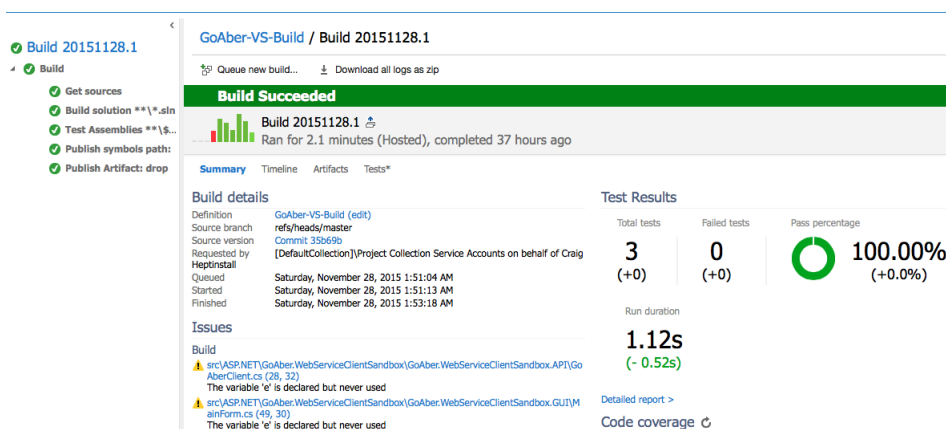 Build 20151128.1
Build
Get sources
Build solution **\*.sln
Test Assemblies **\$...
Publish symbols path:
Publish Artifact: drop
GoAber-VS-Build / Build 20151128.1
Queue new build... Download all logs as zip
Build Succeeded
Build 20151128.1
Ran for 2.1 minutes (Hosted), completed 37 hours ago
Summary Timeline Artifacts Tests*
Build details
Definition GoAber-VS-Build (edit)
Source branch refs/heads/master
Source version Commit 35b69b
Requested by [DefaultCollection]\Project Collection Service Accounts on behalf of Craig
Heptinstall
Queued Saturday, November 28, 2015 1:51:04 AM
Started Saturday, November 28, 2015 1:51:13 AM
Finished Saturday, November 28, 2015 1:53:18 AM
Issues
Build
src\ASP.NET\GoAber.WebServiceClientSandbox\GoAber.WebServiceClientSandbox.API\Go
AberClient.cs (28, 32)
The variable 'e' is declared but never used
src\ASP.NET\GoAber.WebServiceClientSandbox\GoAber.WebServiceClientSandbox.GUI\M
ainForm.cs (49, 30)
The variable 'e' is declared but never used
Test Results
Total tests Failed tests Pass percentage
3 0 100.00%
(+0) (+0) (+0.0%)
Run duration
1.12s
(- 0.52s)
Detailed report >
Code coverage